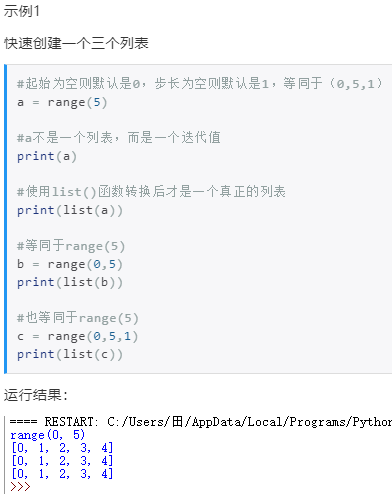 示例1
快速创建一个三个列表
#起始为空则默认是0，步长为空则默认是1，等同于（0,5,1）
a = range(5)
#a不是一个列表，而是一个迭代值
print(a)
#使用list()函数转换后才是一个真正的列表
print(list(a))
#等同于range(5)
b = range(0,5)
print(list(b))
#也等同于range(5)
c = range(0,5,1)
print(list(c))
运行结果：
==== RESTART: C:/Users/田/AppData/Local/Programs/Python
range(0, 5)
[0, 1, 2, 3, 4]
[0, 1, 2, 3, 4]
[0, 1, 2, 3, 4]
>>>